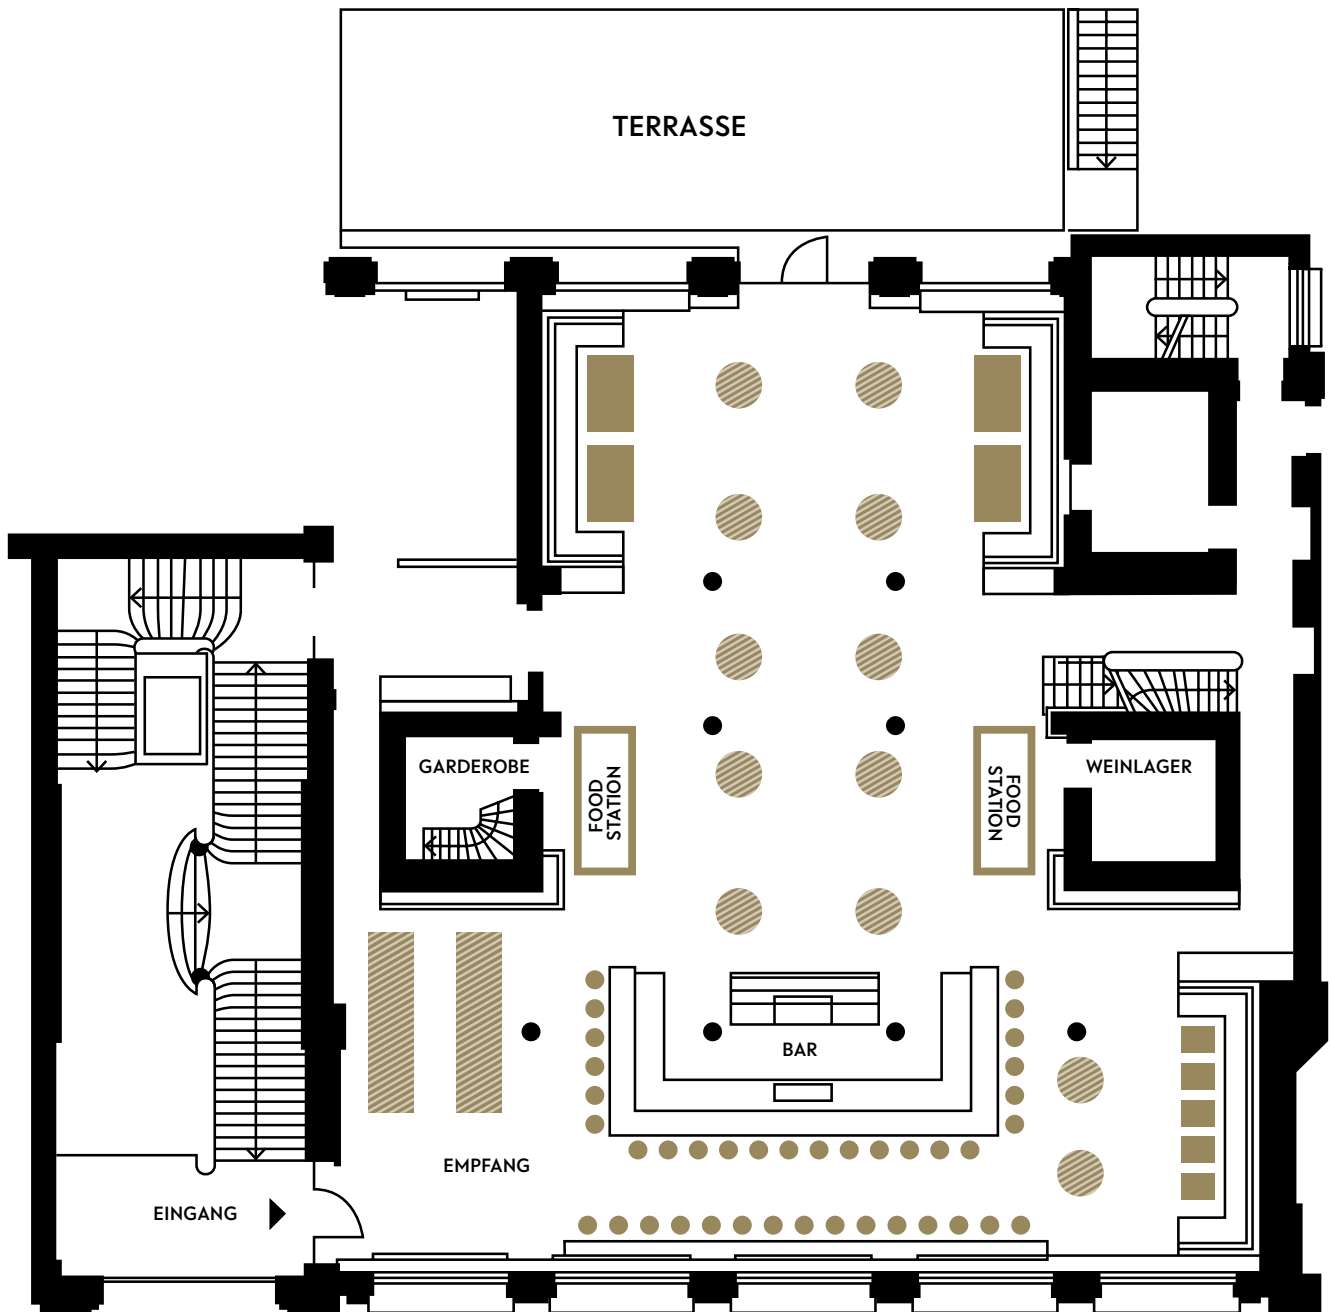 TERRASSE
GARDEROBE
FOOD
STATION
FOOD
STATION
WEINLAGER
BAR
EMPFANG
EINGANG